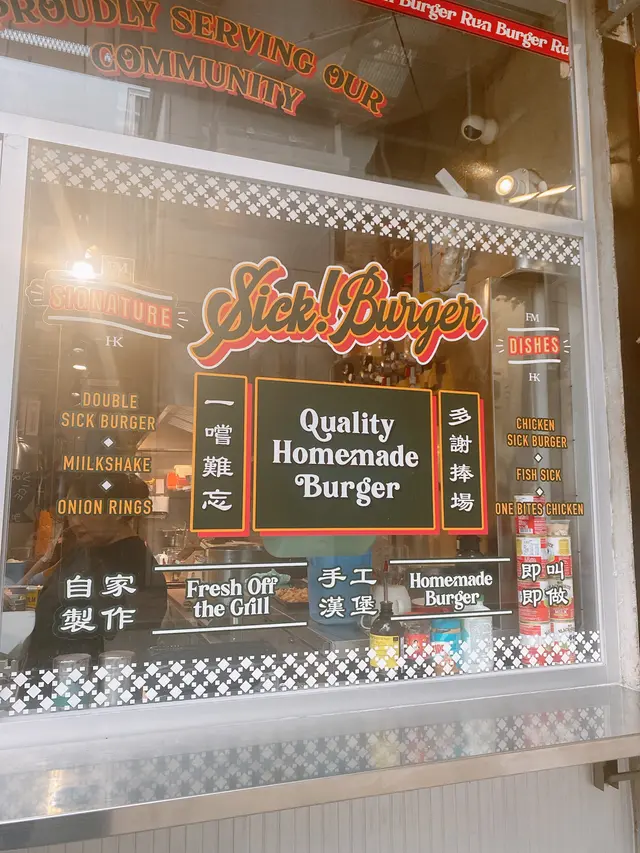 PROUDLY SERVING OUR
COMMUNITY
Burger Run Burger Ru
Sick! Burger
FM
SIGNATURE
HK
DOUBLE
SICK BURGER
MILKSHAKE
ONION RINGS
一嚐難忘
Quality
Homemade
Burger
多謝捧場
FM
DISHES
HK
CHICKEN
SICK BURGER
FISH SICK
ONE BITES CHICKEN
自家
製作
Fresh Off
the Grill
手工
漢堡
Homemade
Burger
即叫
即做